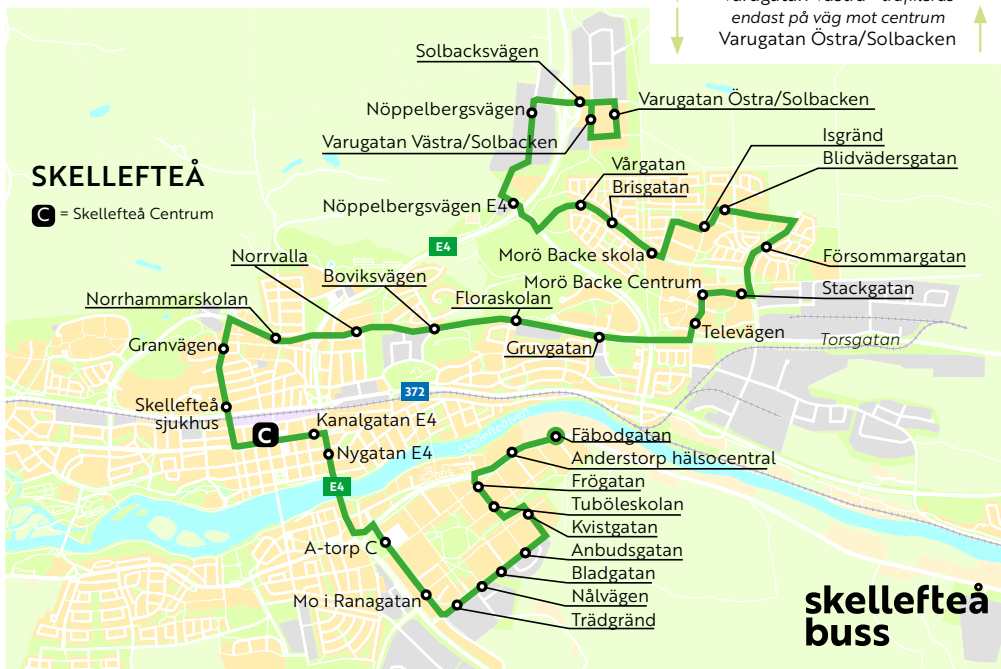 endast på väg mot centrum
Varugatan Östra/Solbacken
Solbacksvägen
Nöppelbergsvägen
Varugatan Östra/Solbacken
Varugatan Västra/Solbacken
Isgränd
Vårgatan
Blidvädersgatan
SKELLEFTEÅ
Brisgatan
C = Skellefteå Centrum
Nöppelbergsvägen E4
E4
Morö Backe skola
Försommargatan
Norrvalla
Boviksvägen
Morö Backe Centrum
Stackgatan
Norrhammarskolan
Floraskolan
Televägen
Torsgatan
Granvägen
Gruvgatan
372
Skellefteå
sjukhus
Kanalgatan E4
C
Skellefteälven
Fäbodgatan
Nygatan E4
Anderstorp hälsocentral
E4
Frögatan
Tuböleskolan
Kvistgatan
A-torp C
Anbudsgatan
Bladgatan
Mo i Ranagatan
Nålvägen
Trädgränd
skellefteå
buss